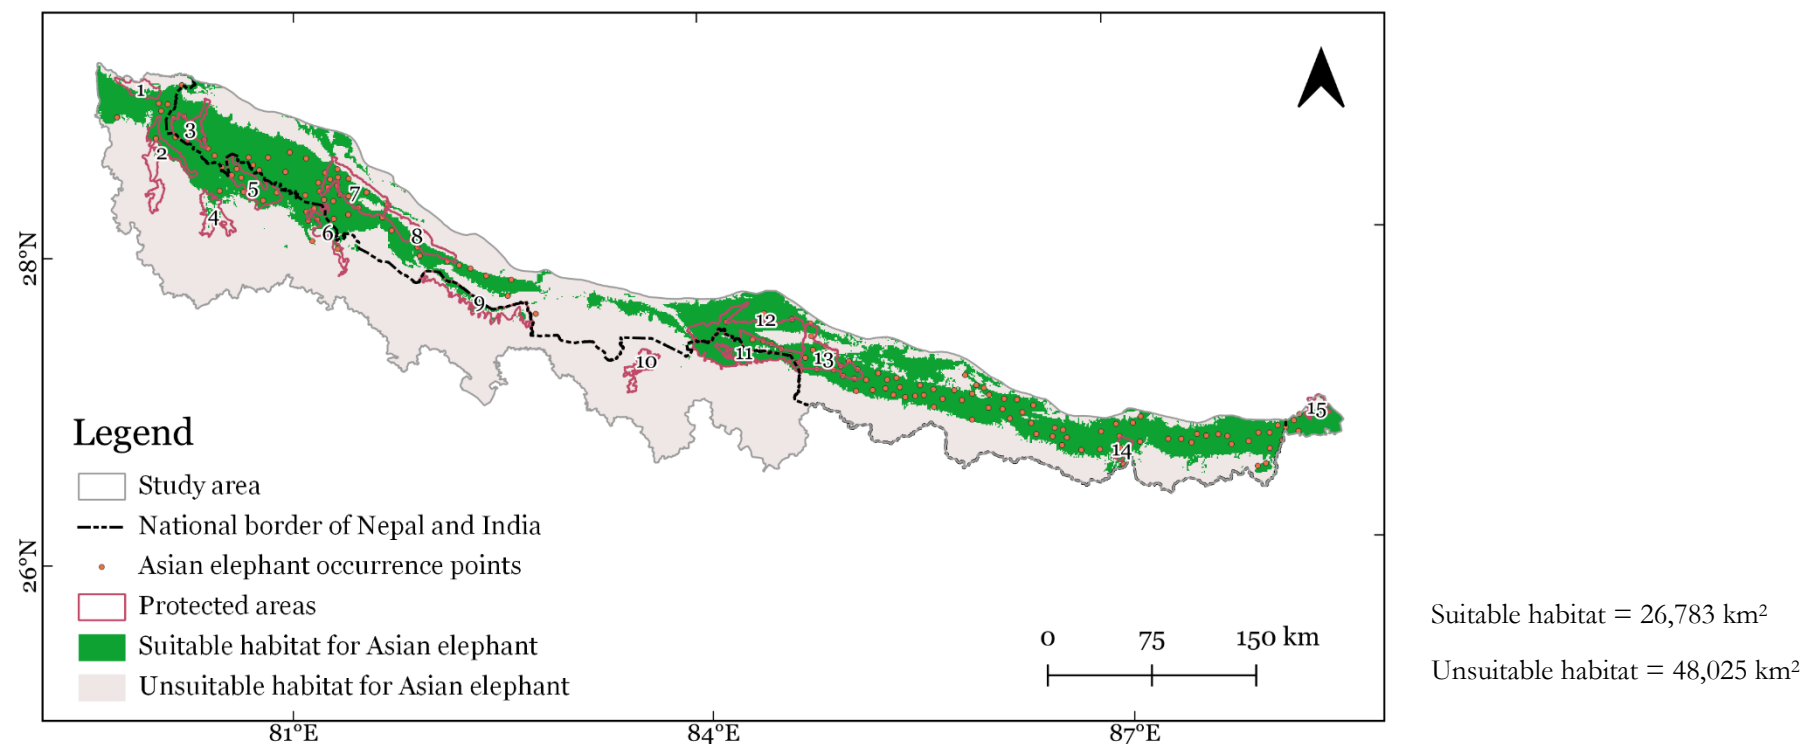 1
2
3
4
5
6
7
8
9
10
11
12
13
14
15
28°N
26°N
81°E
84°E
87°E
Legend
Study area
National border of Nepal and India
Asian elephant occurrence points
Protected areas
Suitable habitat for Asian elephant
Unsuitable habitat for Asian elephant
0 75 150 km
Suitable habitat = 26,783 km²
Unsuitable habitat = 48,025 km²